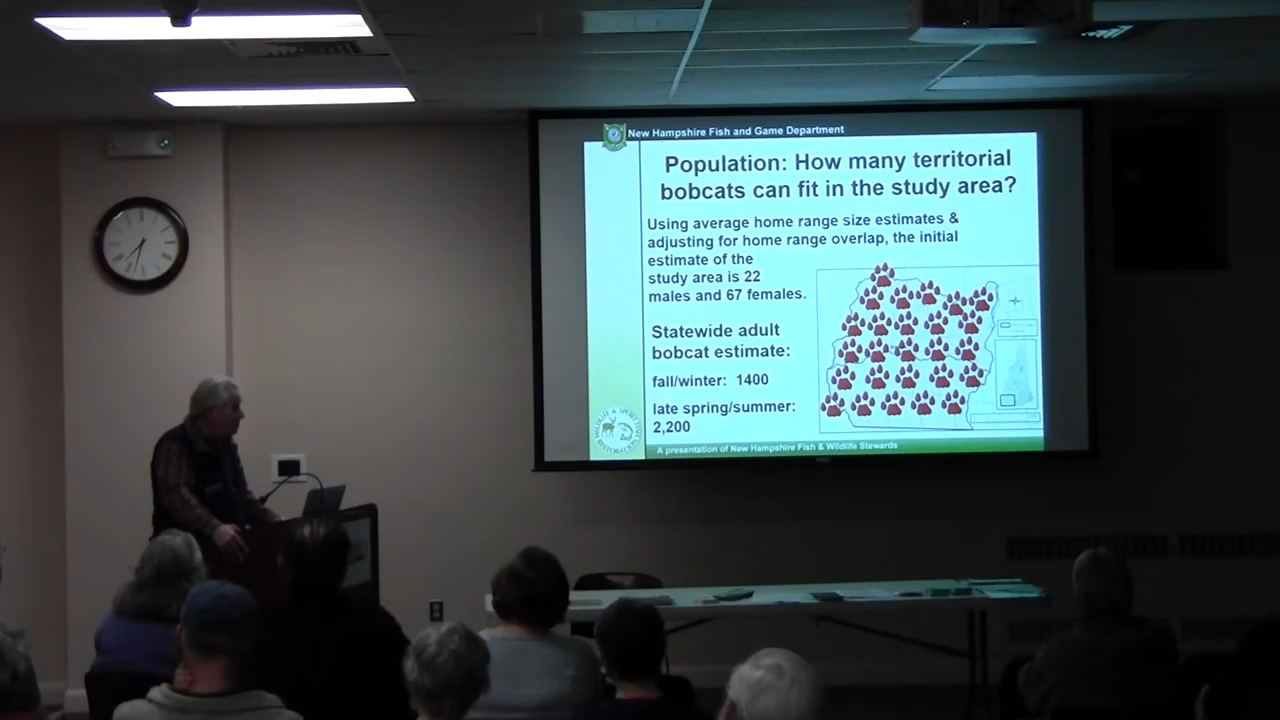 New Hampshire Fish and Game Department
Population: How many territorial
bobcats can fit in the study area?
Using average home range size estimates &
adjusting for home range overlap, the initial
estimate of the
study area is 22
males and 67 females.
Statewide adult
bobcat estimate:
fall/winter: 1400
late spring/summer:
2,200
A presentation of New Hampshire Fish & Wildlife Stewards